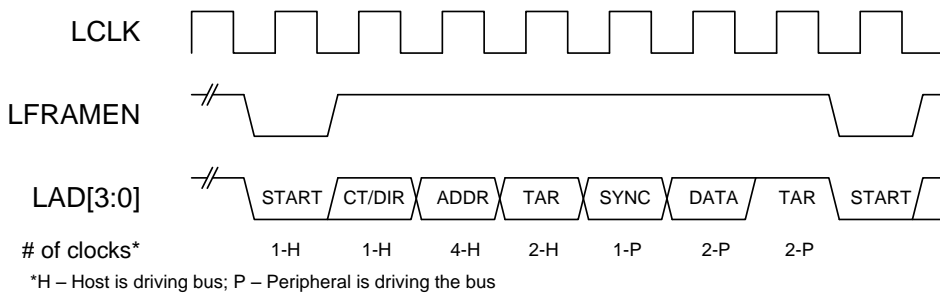 LCLK
LFRAMEN
LAD[3:0] START CT/DIR ADDR TAR SYNC DATA TAR START
# of clocks* 1-H 1-H 4-H 2-H 1-P 2-P 2-P
*H – Host is driving bus; P – Peripheral is driving the bus